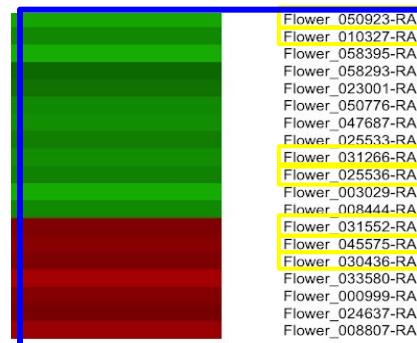 Flower_050923-RA
Flower_010327-RA
Flower_058395-RA
Flower_058293-RA
Flower_023001-RA
Flower_050776-RA
Flower_047687-RA
Flower_025533-RA
Flower_031266-RA
Flower_025536-RA
Flower_003029-RA
Flower_008444-RA
Flower_031552-RA
Flower_045575-RA
Flower_030436-RA
Flower_033580-RA
Flower_000999-RA
Flower_024637-RA
Flower_008807-RA